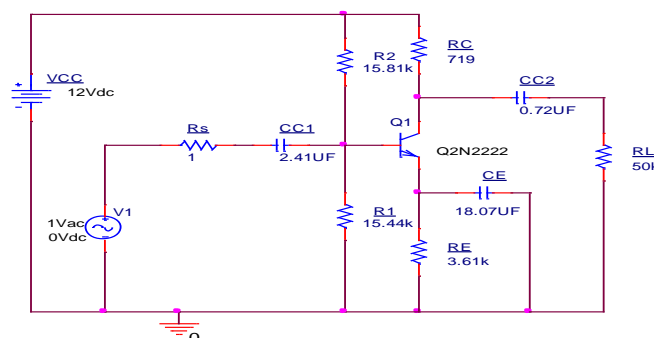 R2
15.81k
RC
719
VCC
12Vdc
CC2
0.72UF
Q1
Rs
1
CC1
2.41UF
Q2N2222
RL
50k
CE
18.07UF
V1
1Vac
0Vdc
R1
15.44k
RE
3.61k
0